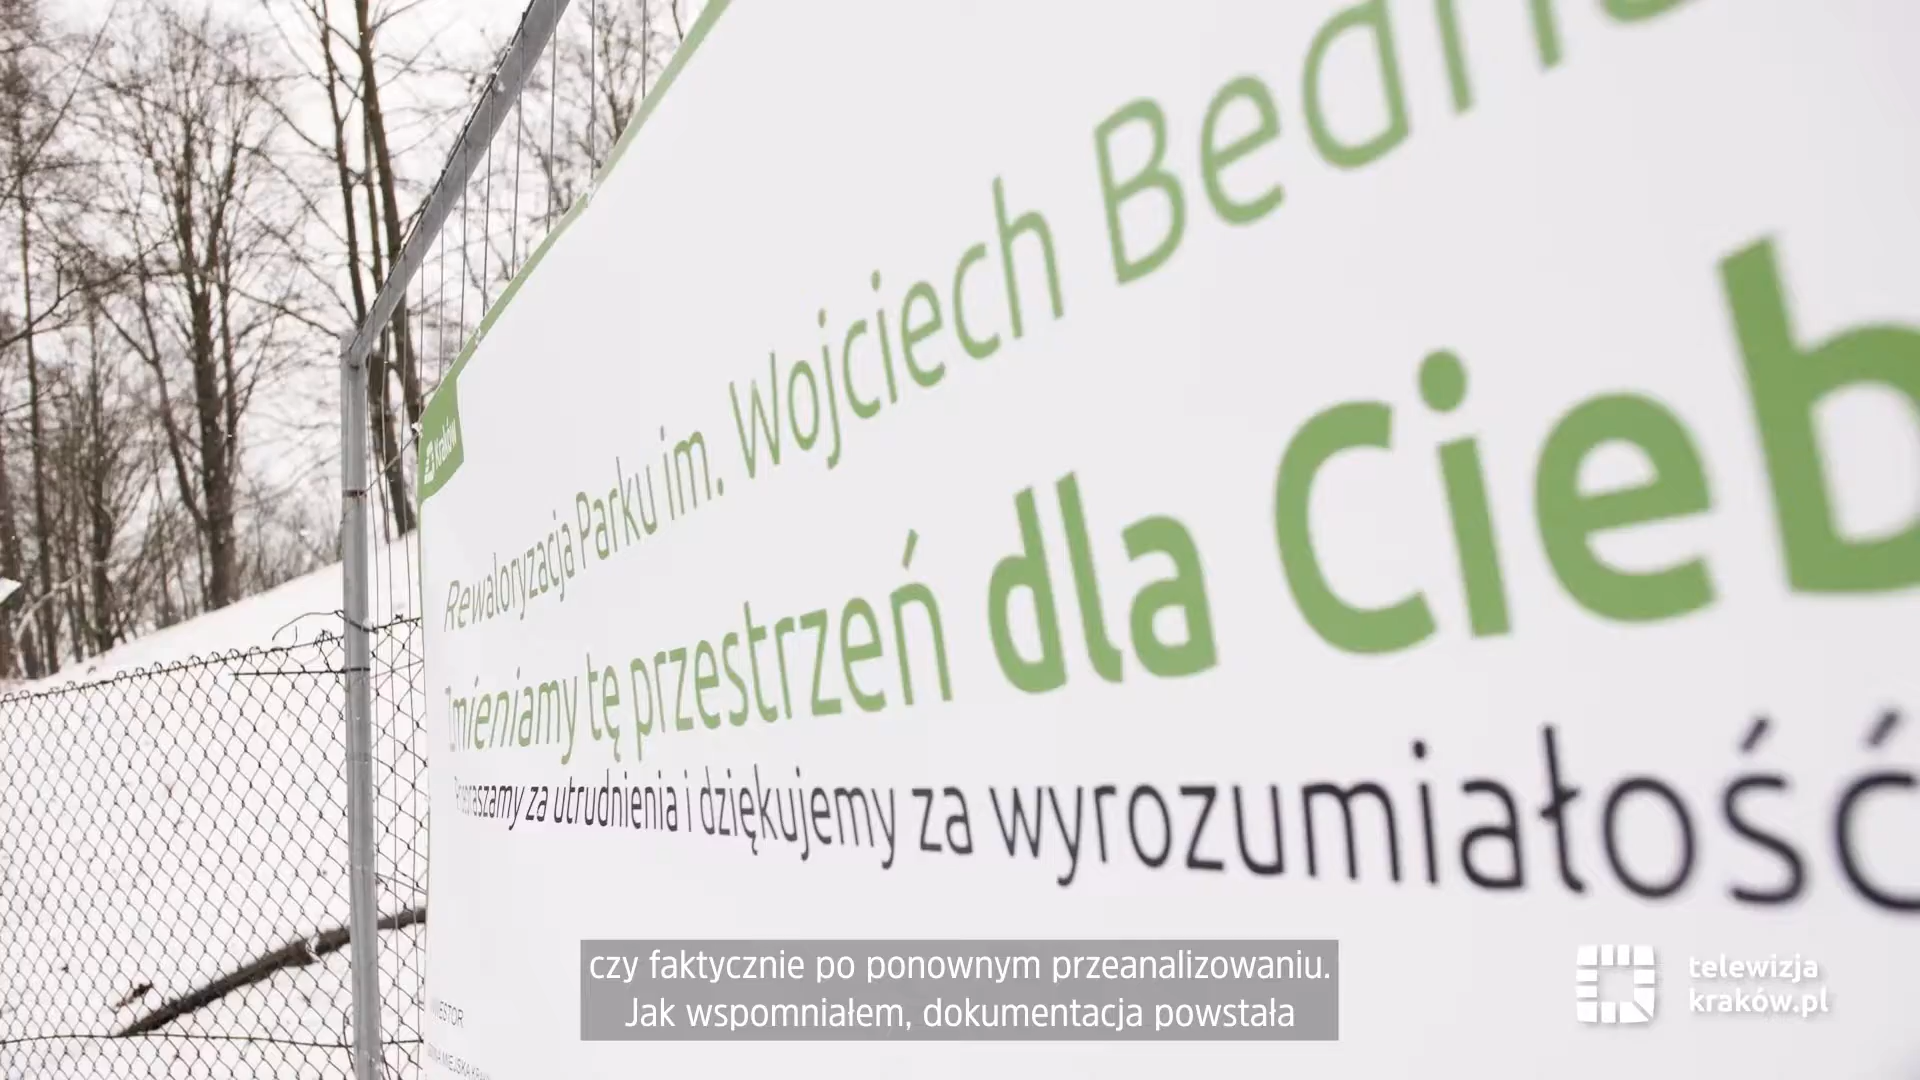 Rewaloryzacja Parku im. Wojciech Bedna
Kraków
Zmieniamy tę przestrzeń dla Cieb
Przepraszamy za utrudnienia i dziękujemy za wyrozumiałość
czy faktycznie po ponownym przeanalizowaniu.
Jak wspomniałem, dokumentacja powstała
telewizja
kraków.pl